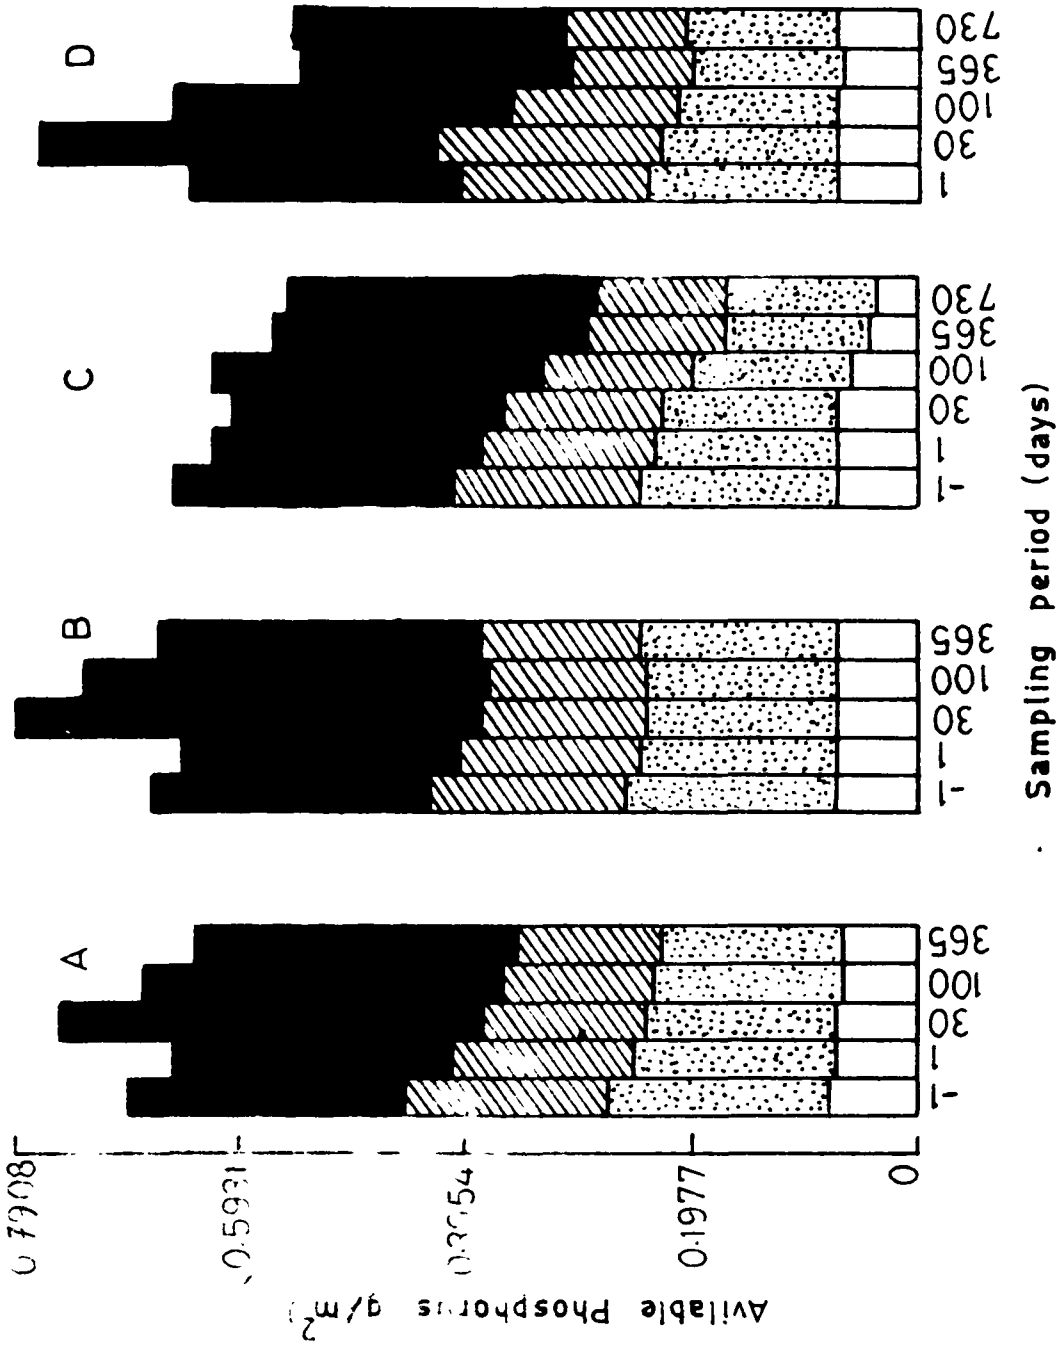 Avilable Phosphorus g/m²)
0.7908
0.5931
0.1977
0
A
B
C
D
-1 1 30 100 365
-1 1 30 100 365
-1 1 30 100 365 730
1 30 100 365 730
Sampling period (days)